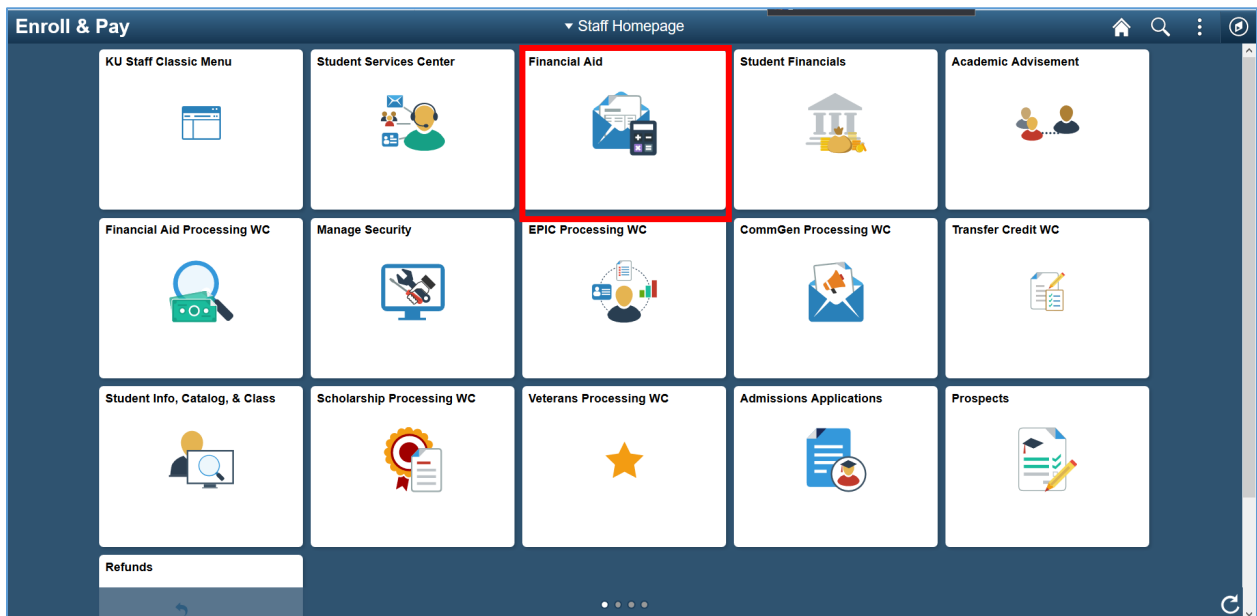 Enroll & Pay
Staff Homepage
KU Staff Classic Menu
Student Services Center
Financial Aid
Student Financials
Academic Advisement
Financial Aid Processing WC
Manage Security
EPIC Processing WC
CommGen Processing WC
Transfer Credit WC
Student Info, Catalog, & Class
Scholarship Processing WC
Veterans Processing WC
Admissions Applications
Prospects
Refunds